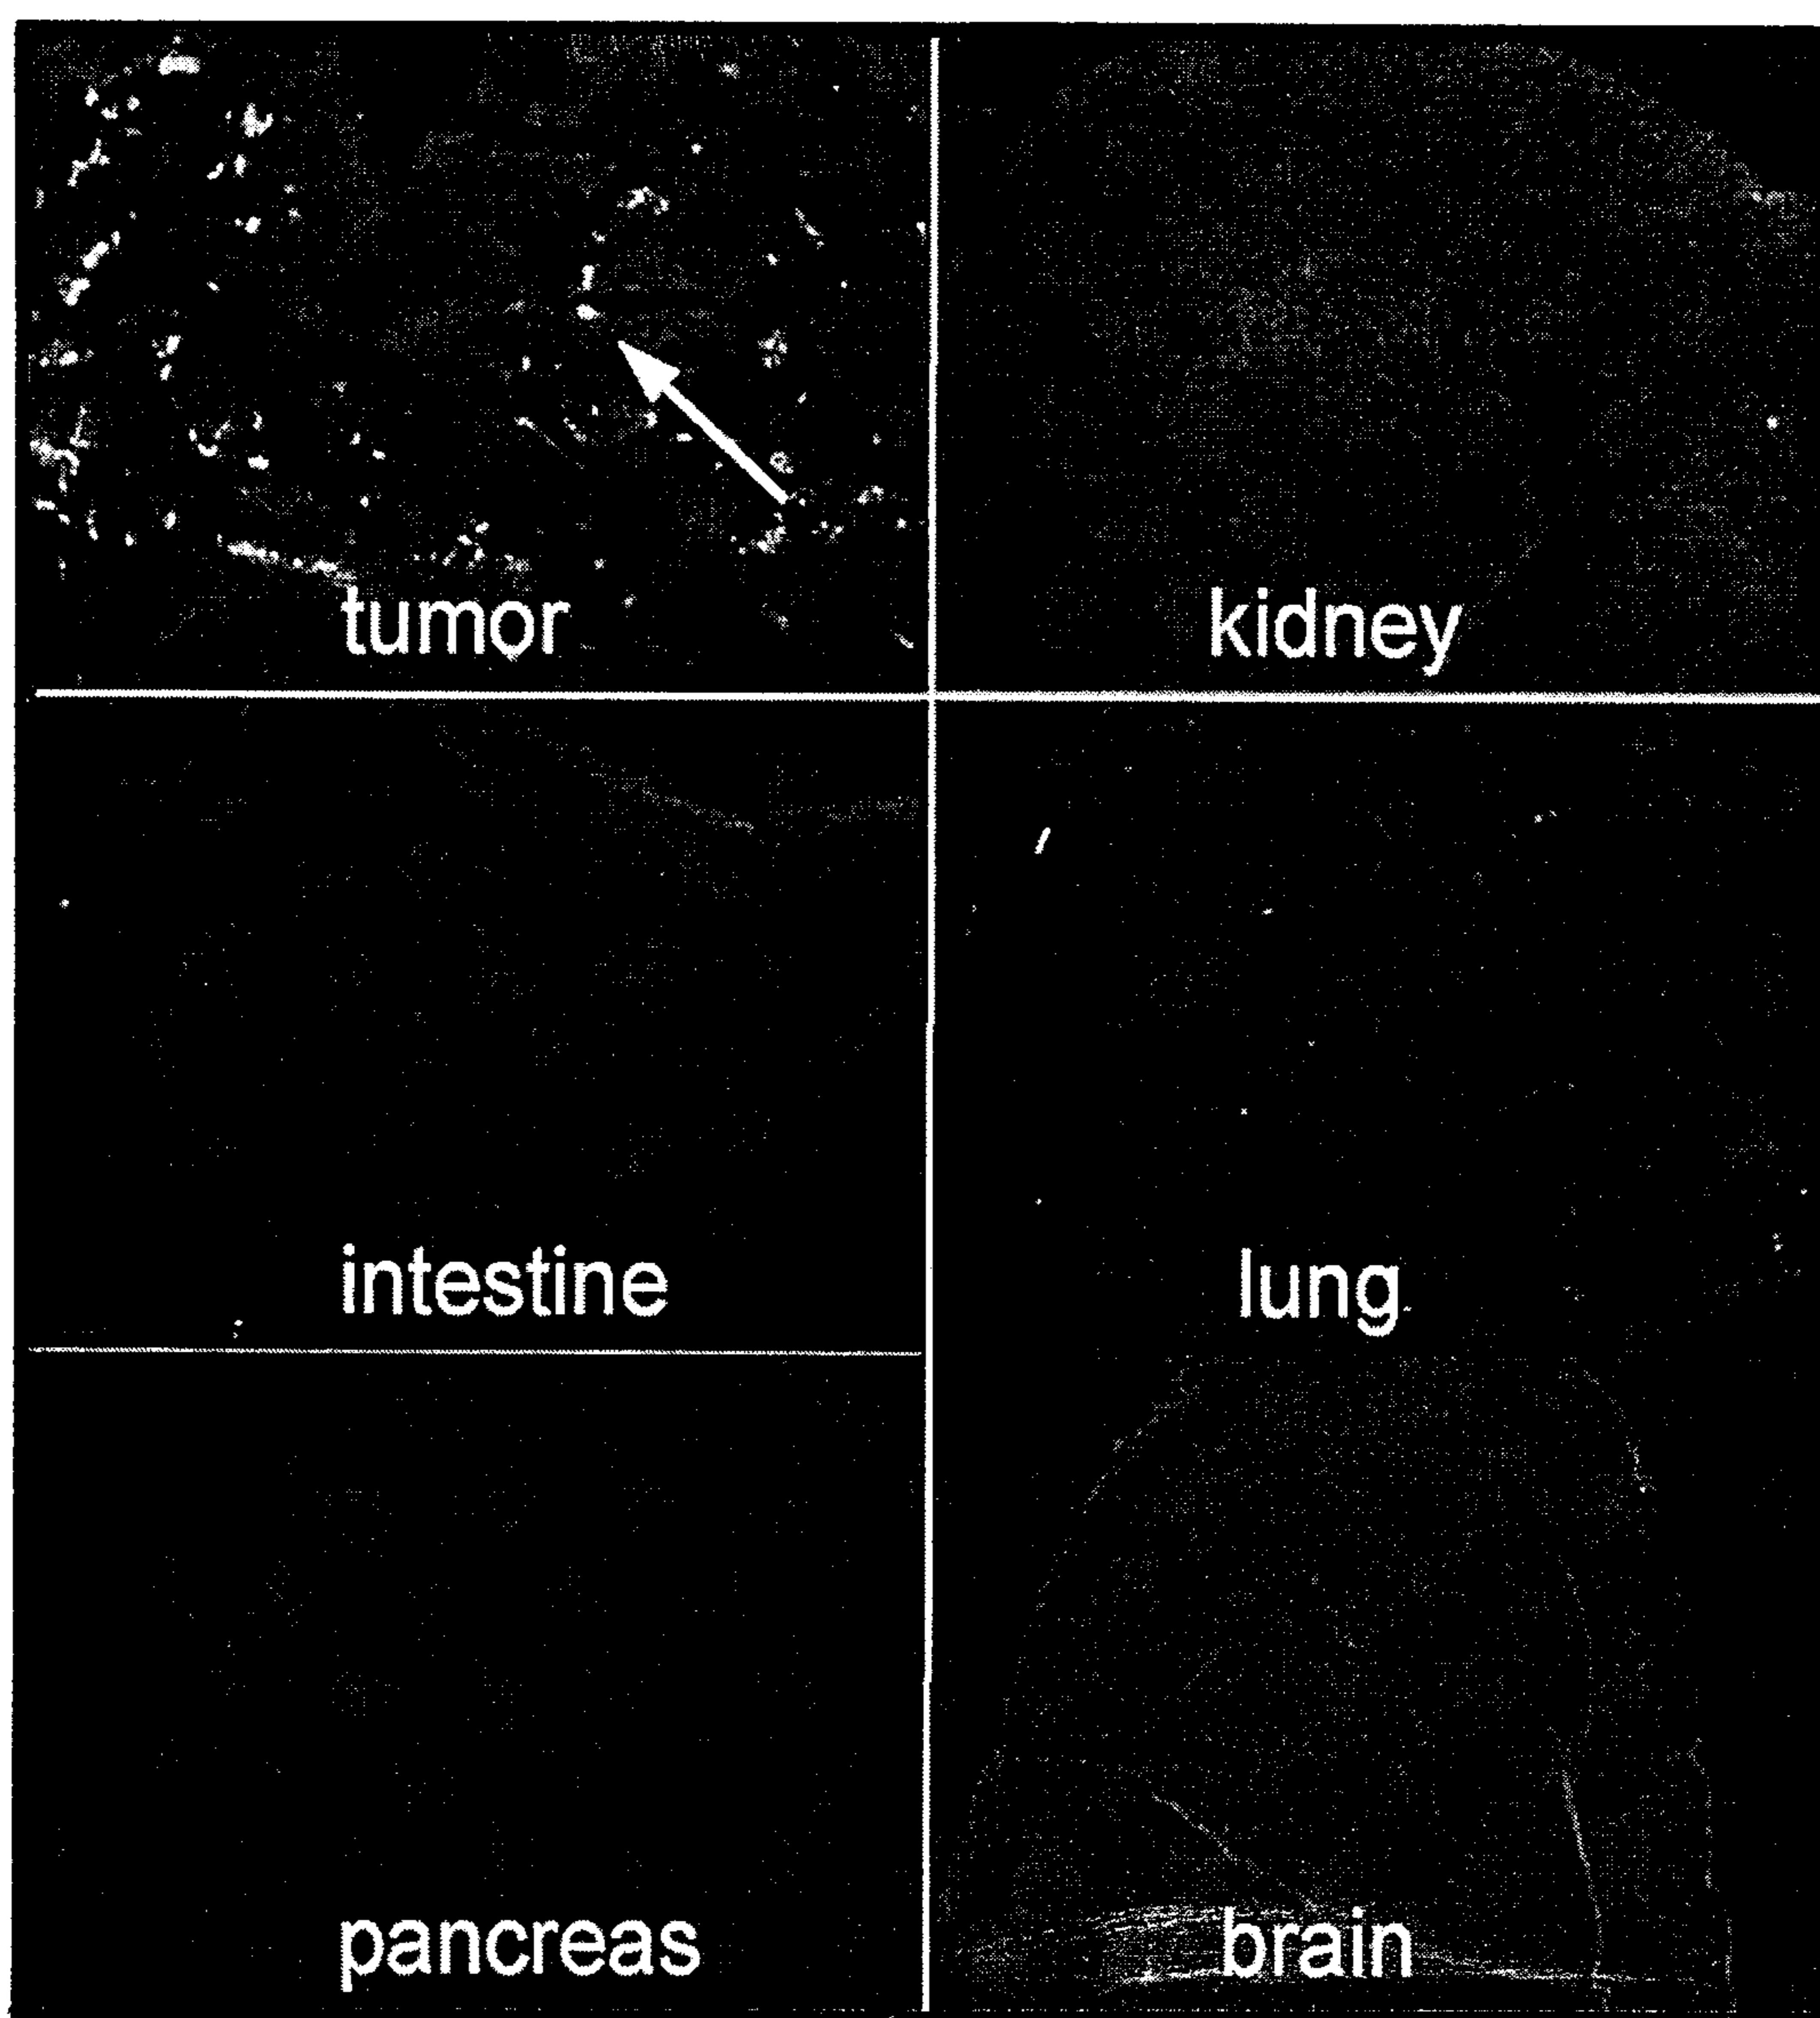 tumor
kidney
intestine
lung
pancreas
brain